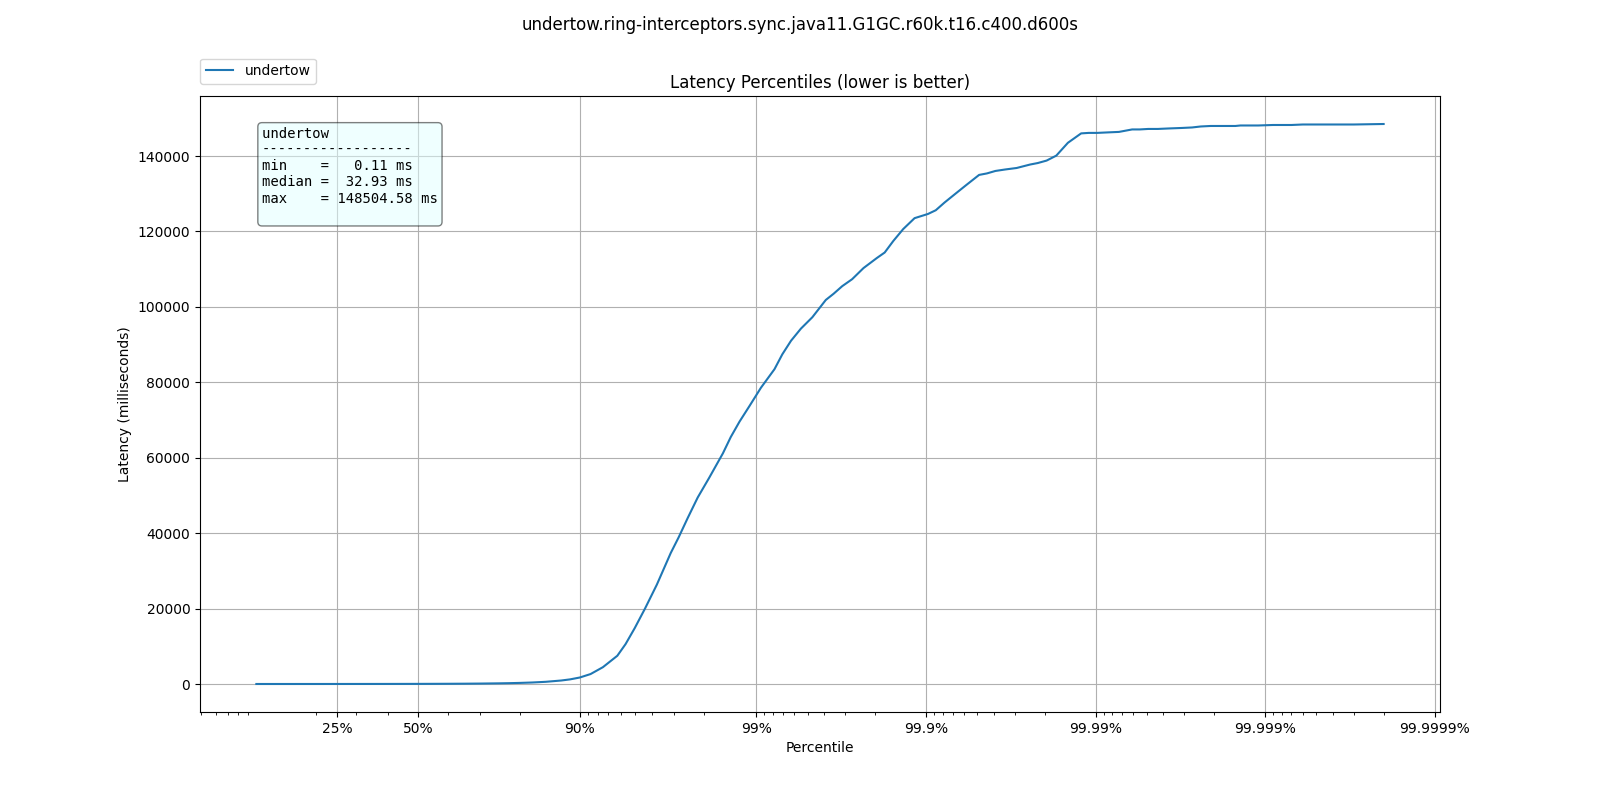 undertow.ring-interceptors.sync.java11.G1GC.r60k.t16.c400.d600s
undertow
Latency Percentiles (lower is better)
undertow
------------------
min    =   0.11 ms
median =  32.93 ms
max    = 148504.58 ms
140000
120000
100000
80000
60000
40000
20000
0
Latency (milliseconds)
25% 50% 90% 99% 99.9% 99.99% 99.999% 99.9999%
Percentile